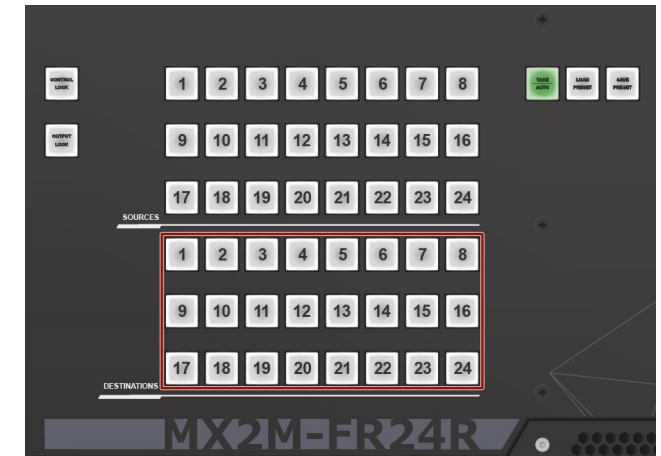 CONTROL
LOCK
1 2 3 4 5 6 7 8
TAKE
AUTO
LOAD
PRESET
SAVE
PRESET
OUTPUT
LOCK
9 10 11 12 13 14 15 16
17 18 19 20 21 22 23 24
SOURCES
1 2 3 4 5 6 7 8
9 10 11 12 13 14 15 16
17 18 19 20 21 22 23 24
DESTINATIONS
MX2M-FR24R